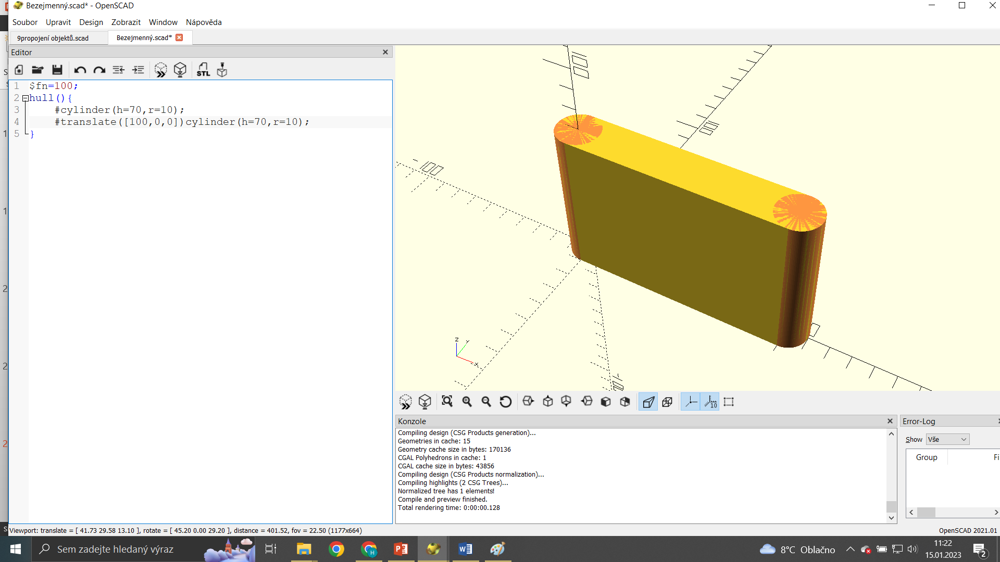 Bezejmenný.scad* - OpenSCAD
Soubor Upravit Design Zobrazit Window Nápověda
9propojení objektů.scad Bezejmenný.scad*
Editor
STL
1 $fn=100;
2 hull(){
3 #cylinder(h=70,r=10);
4 #translate([100,0,0])cylinder(h=70,r=10);
5 }
z
y
x
10
Konzole
Compiling design (CSG Products generation)...
Geometries in cache: 15
Geometry cache size in bytes: 170136
CGAL Polyhedrons in cache: 1
CGAL cache size in bytes: 43856
Compiling design (CSG Products normalization)...
Compiling highlights (2 CSG Trees)...
Normalized tree has 1 elements!
Compile and preview finished.
Total rendering time: 0:00:00.128
Error-Log
Show Vše
Group Fi
Viewport: translate = [ 41.73 29.58 13.10 ], rotate = [ 45.20 0.00 29.20 ], distance = 401.52, fov = 22.50 (1177x664)
OpenSCAD 2021.01
Sem zadejte hledaný výraz
8°C Oblačno
11:22
15.01.2023
2